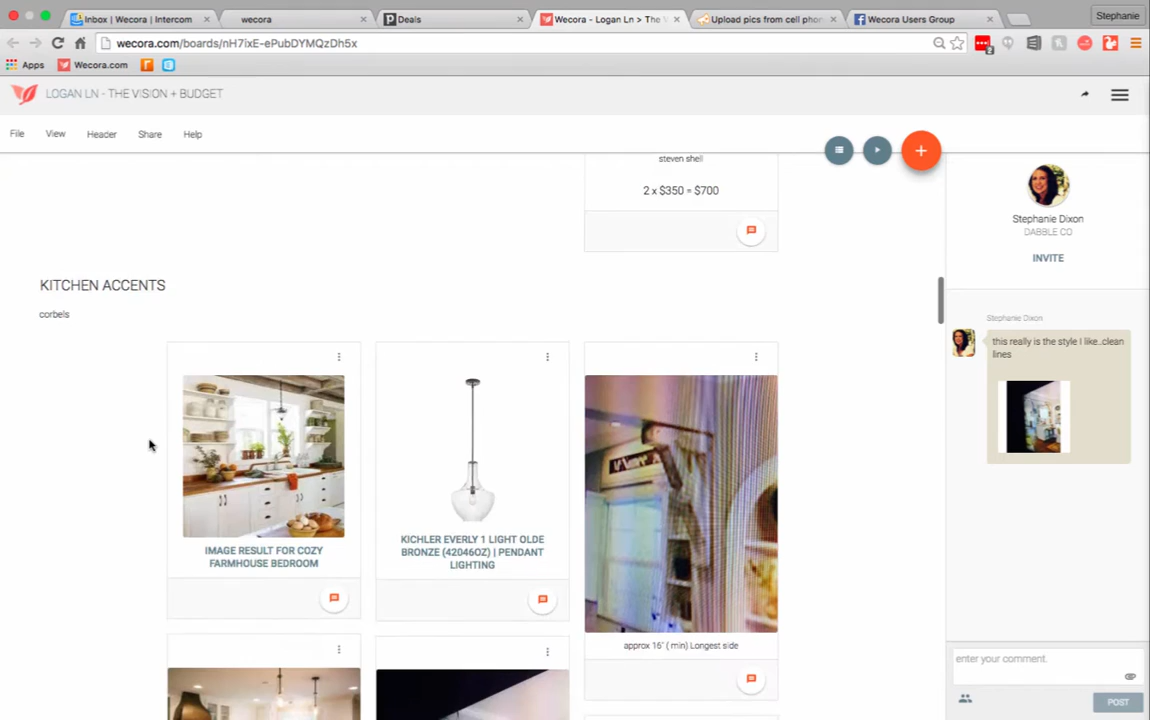 Inbox | Wecora | Intercom
wecora
Deals
Wecora - Logan Ln > The V
Upload pics from cell phon
Wecora Users Group
Stephanie
wecora.com/boards/nH7ixE-ePubDYMQzDh5x
Apps
Wecora.com
LOGAN LN - THE VISION + BUDGET
File
View
Header
Share
Help
steven shell
2 x $350 = $700
Stephanie Dixon
DABBLE CO
INVITE
KITCHEN ACCENTS
corbels
Stephanie Dixon
this really is the style I like..clean
lines
IMAGE RESULT FOR COZY
FARMHOUSE BEDROOM
KICHLER EVERLY 1 LIGHT OLDE
BRONZE (42046OZ) | PENDANT
LIGHTING
approx 16" ( min) Longest side
enter your comment.
POST